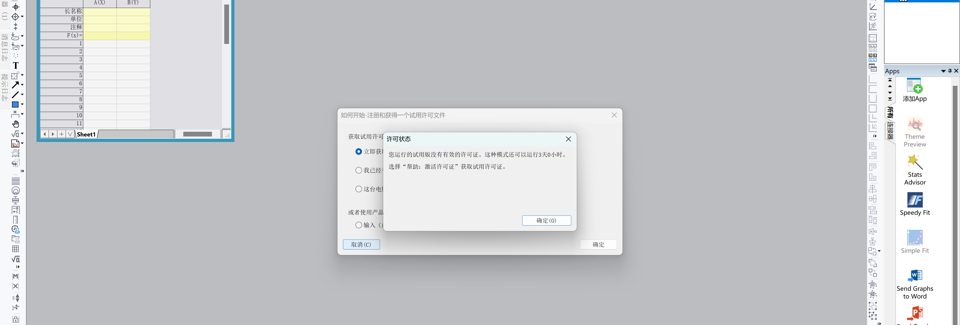 A(X) B(Y)
长名称
单位
注释
F(x)=
1
2
3
4
5
6
7
8
9
10
11
Sheet1
如何开始-注册和获得一个试用许可文件
获取试用许可
立即获
我已经
这台电
或者使用产品
输入
取消(C)
确定
许可状态
您运行的试用版没有有效的许可证。这种模式还可以运行3天0小时。
选择“帮助：激活许可证”获取试用许可证。
确定(O)
Apps
所有
连接器
添加App
Theme
Preview
Stats
Advisor
Speedy Fit
Simple Fit
Send Graphs
to Word